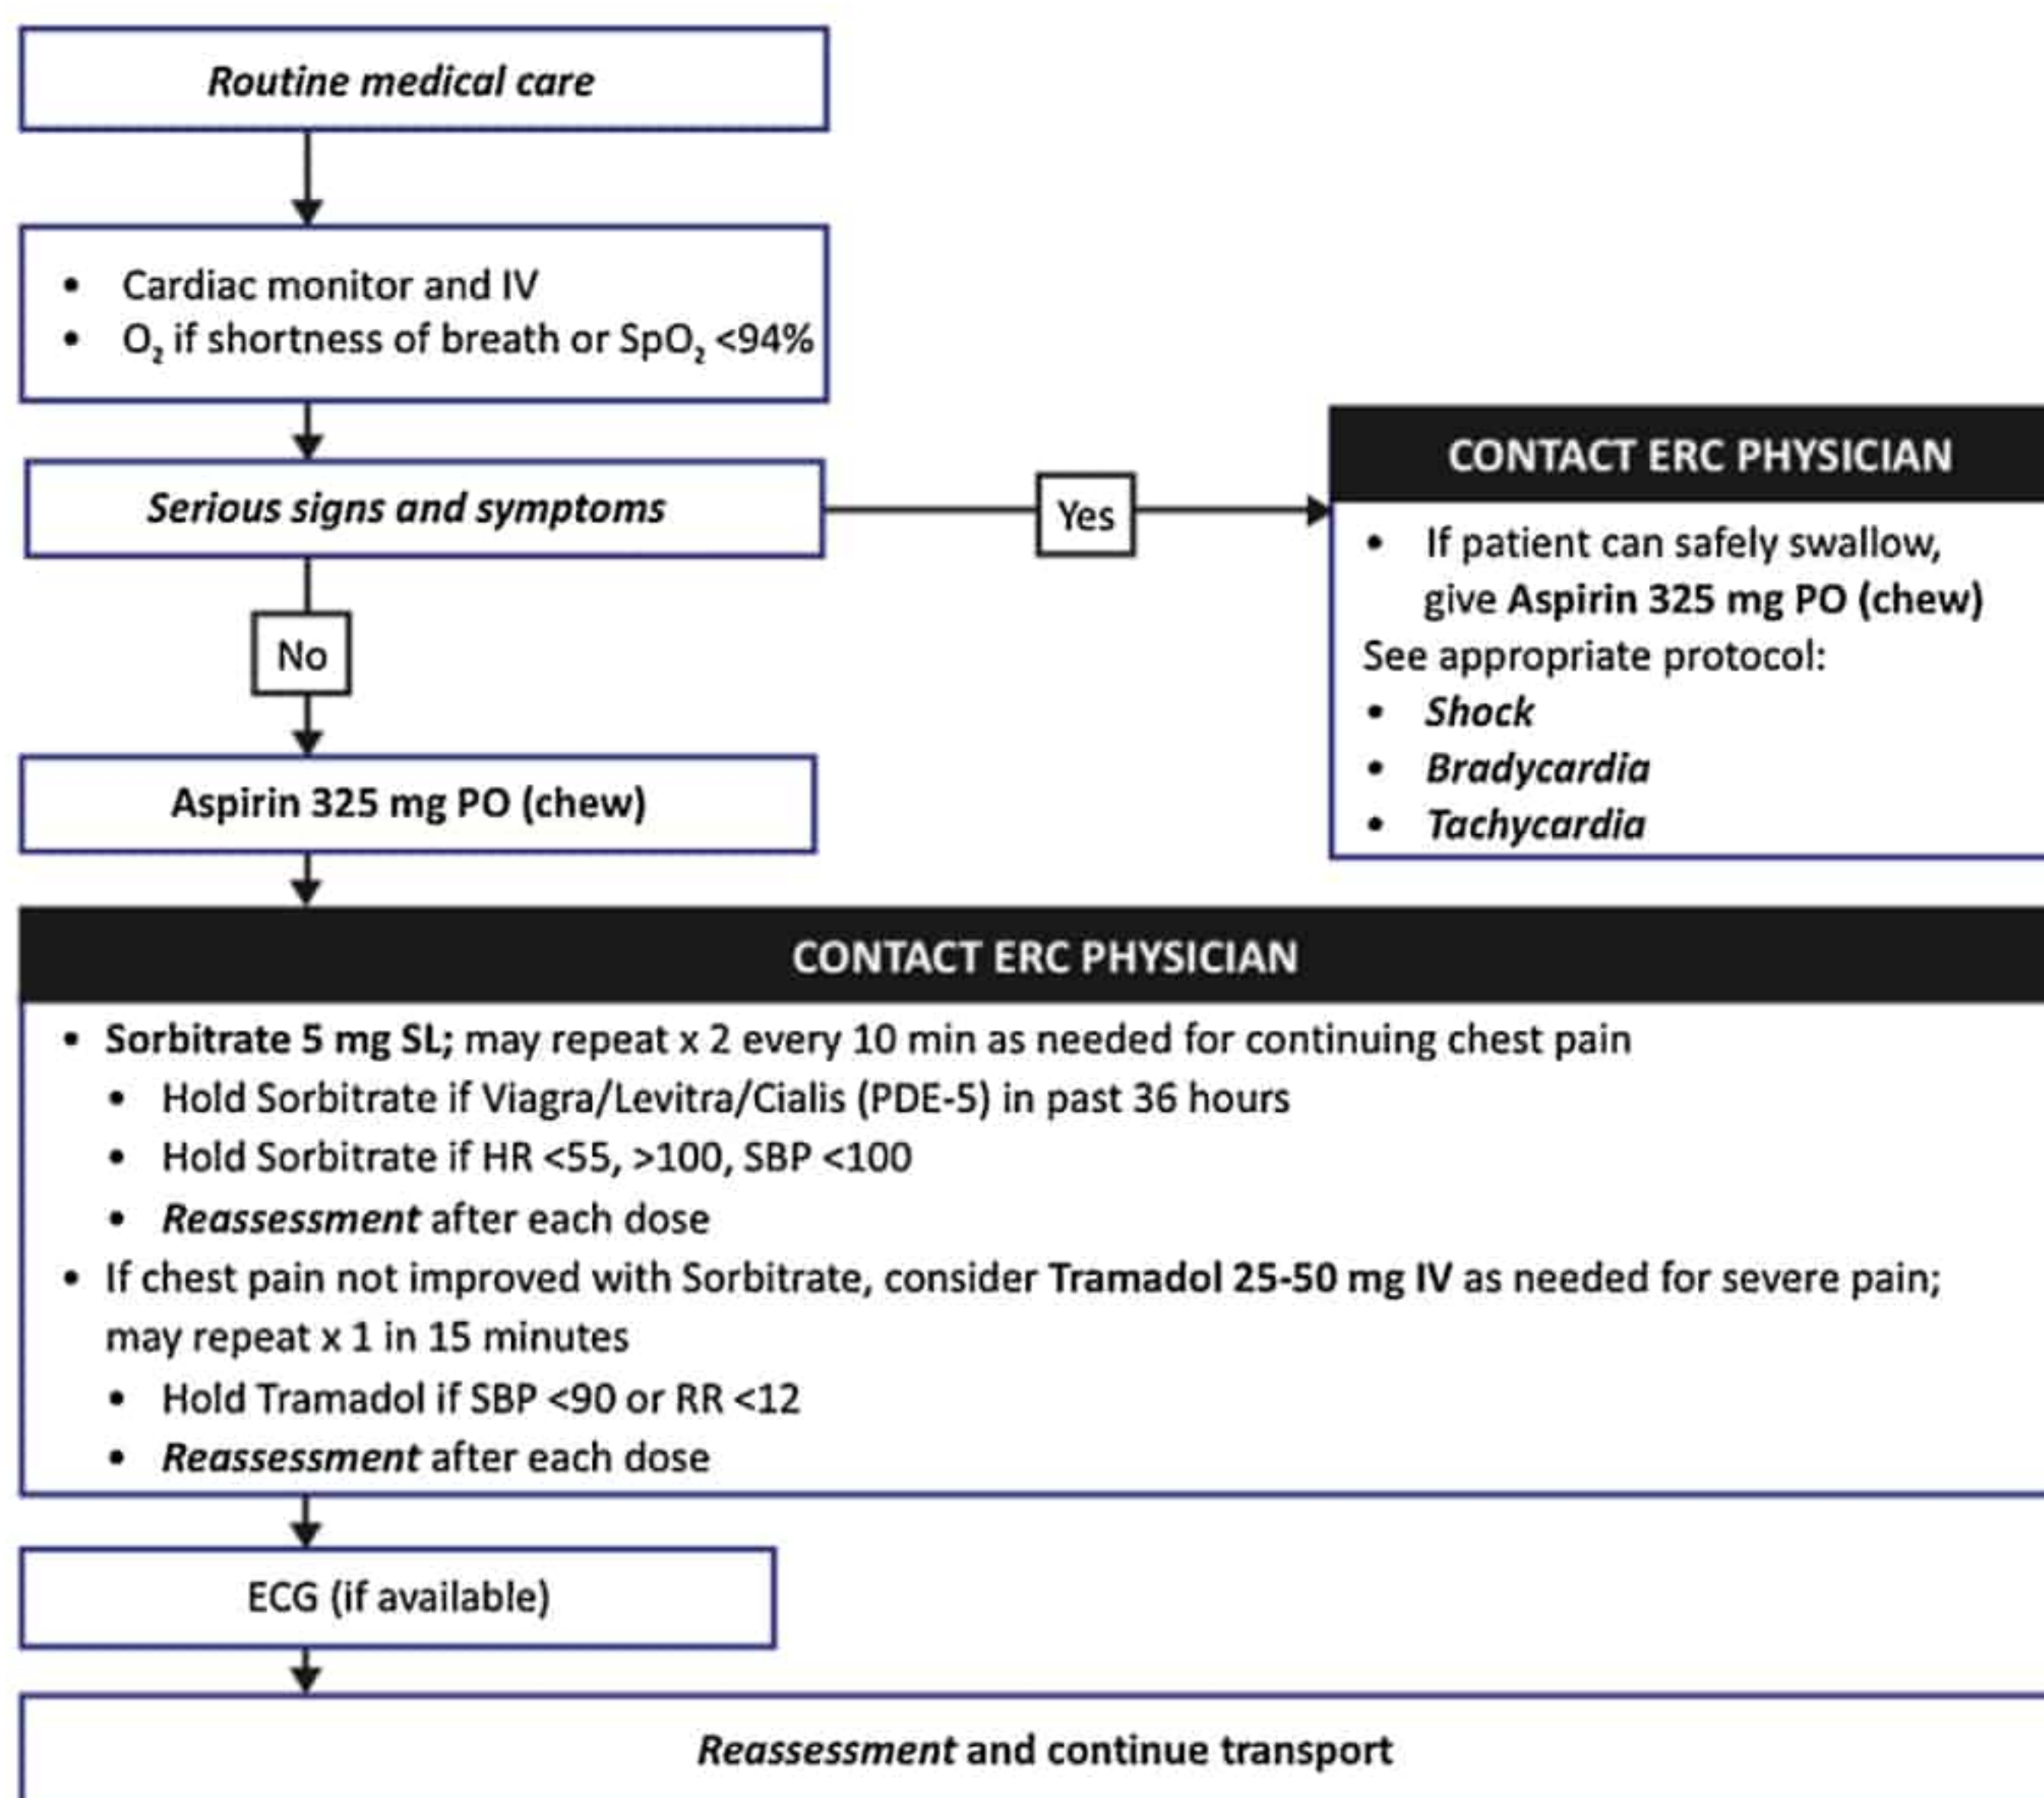 Routine medical care
• Cardiac monitor and IV
• O₂ if shortness of breath or SpO₂ <94%
Serious signs and symptoms
Yes
CONTACT ERC PHYSICIAN
• If patient can safely swallow,
give Aspirin 325 mg PO (chew)
See appropriate protocol:
• Shock
• Bradycardia
• Tachycardia
No
Aspirin 325 mg PO (chew)
CONTACT ERC PHYSICIAN
• Sorbitrate 5 mg SL; may repeat x 2 every 10 min as needed for continuing chest pain
• Hold Sorbitrate if Viagra/Levitra/Cialis (PDE-5) in past 36 hours
• Hold Sorbitrate if HR <55, >100, SBP <100
• Reassessment after each dose
• If chest pain not improved with Sorbitrate, consider Tramadol 25-50 mg IV as needed for severe pain;
may repeat x 1 in 15 minutes
• Hold Tramadol if SBP <90 or RR <12
• Reassessment after each dose
ECG (if available)
Reassessment and continue transport